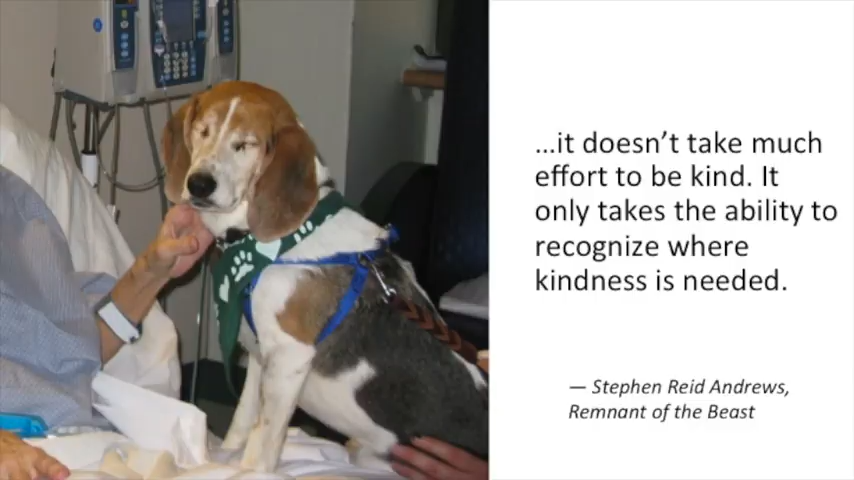 …it doesn’t take much
effort to be kind. It
only takes the ability to
recognize where
kindness is needed.
— Stephen Reid Andrews,
Remnant of the Beast